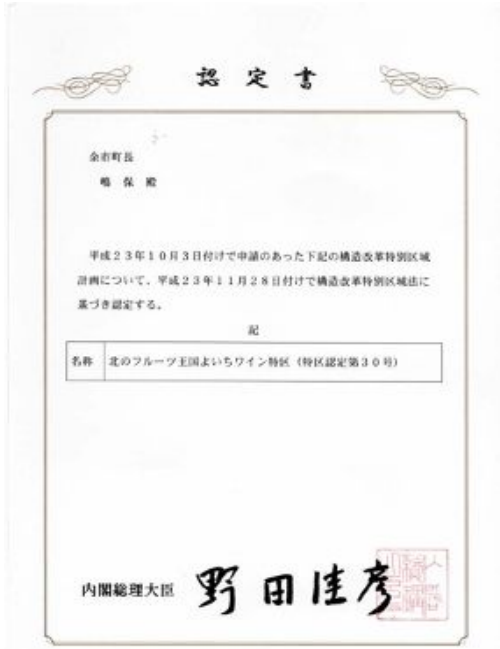 認定書
余市町長
嶋 保 殿
平成23年10月3日付けで申請のあった下記の構造改革特別区域
計画について、平成23年11月28日付けで構造改革特別区域法に
基づき認定する。
記
名称 北のフルーツ王国よいちワイン特区(特区認定第30号)
内閣総理大臣 野田佳彦